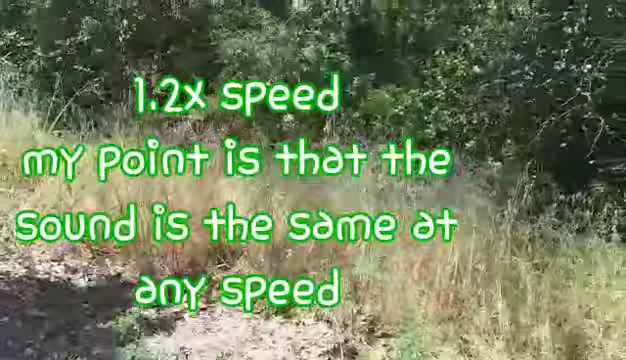 1.2x speed
my point is that the
sound is the same at
any speed